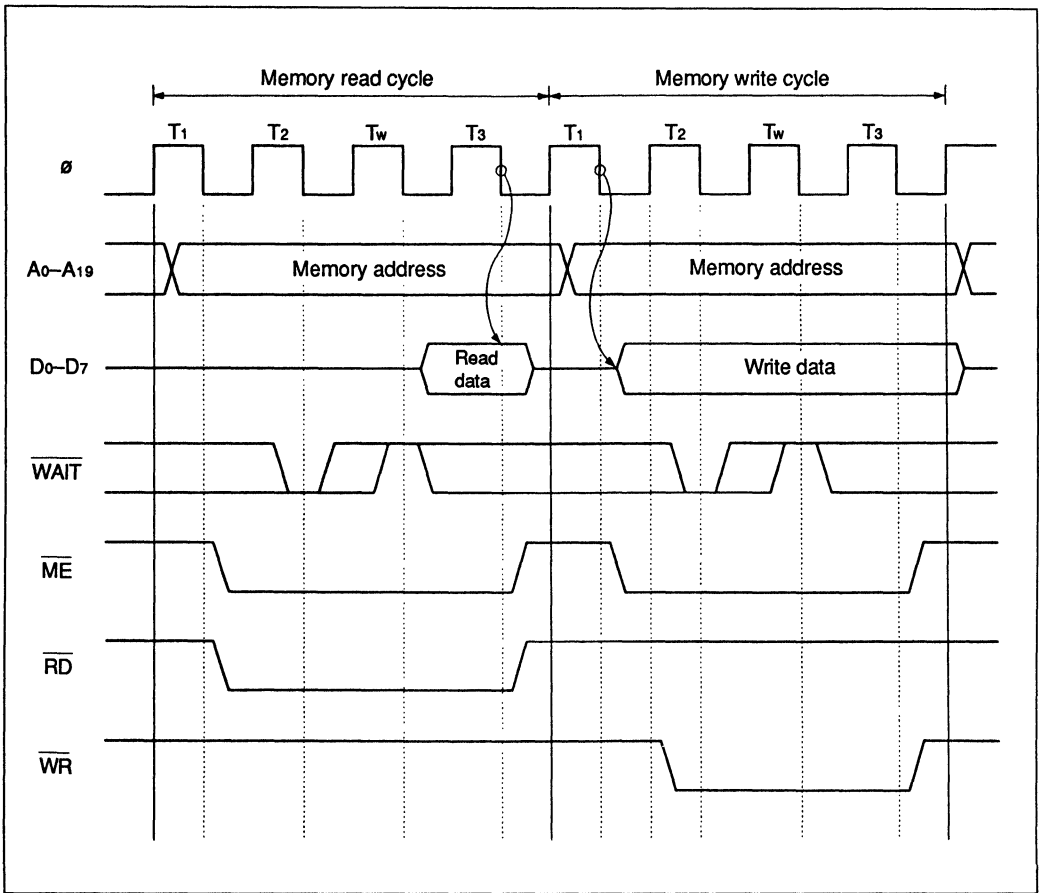 Memory read cycle Memory write cycle
T1 T2 Tw T3 T1 T2 Tw T3
ø
A0–A19 Memory address Memory address
D0–D7 Read data Write data
WAIT
ME
RD
WR